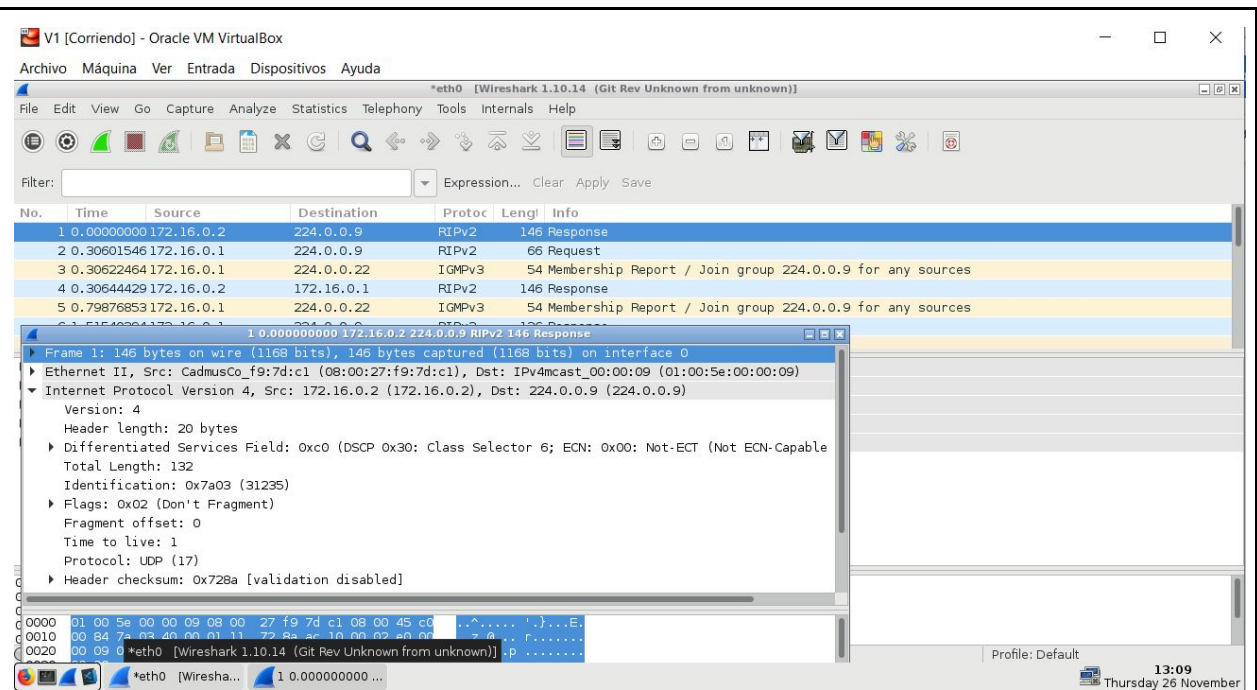 V1 [Corriendo] - Oracle VM VirtualBox
Archivo Máquina Ver Entrada Dispositivos Ayuda
*eth0 [Wireshark 1.10.14 (Git Rev Unknown from unknown)]
File Edit View Go Capture Analyze Statistics Telephony Tools Internals Help
Filter: Expression... Clear Apply Save
No. Time Source Destination Protoc Lengt Info
1 0.00000000 172.16.0.2 224.0.0.9 RIPv2 146 Response
2 0.30601546 172.16.0.1 224.0.0.9 RIPv2 66 Request
3 0.30622464 172.16.0.1 224.0.0.22 IGMPv3 54 Membership Report / Join group 224.0.0.9 for any sources
4 0.30644429 172.16.0.2 172.16.0.1 RIPv2 146 Response
5 0.79876853 172.16.0.1 224.0.0.22 IGMPv3 54 Membership Report / Join group 224.0.0.9 for any sources
1 0.000000000 172.16.0.2 224.0.0.9 RIPv2 146 Response
Frame 1: 146 bytes on wire (1168 bits), 146 bytes captured (1168 bits) on interface 0
Ethernet II, Src: CadmusCo_f9:7d:c1 (08:00:27:f9:7d:c1), Dst: IPv4mcast_00:00:09 (01:00:5e:00:00:09)
Internet Protocol Version 4, Src: 172.16.0.2 (172.16.0.2), Dst: 224.0.0.9 (224.0.0.9)
Version: 4
Header length: 20 bytes
Differentiated Services Field: 0xc0 (DSCP 0x30: Class Selector 6; ECN: 0x00: Not-ECT (Not ECN-Capable
Total Length: 132
Identification: 0x7a03 (31235)
Flags: 0x02 (Don't Fragment)
Fragment offset: 0
Time to live: 1
Protocol: UDP (17)
Header checksum: 0x728a [validation disabled]
0000 01 00 5e 00 00 09 08 00 27 f9 7d c1 08 00 45 c0 ..^..... '.}...E.
0010 00 84 7a 03 40 00 01 11 72 8a ac 10 00 02 e0 00 ..z.@... r.......
0020 00 09 *eth0 [Wireshark 1.10.14 (Git Rev Unknown from unknown)] .p ........
Profile: Default
*eth0 [Wiresha... 1 0.000000000 ... 13:09
Thursday 26 November